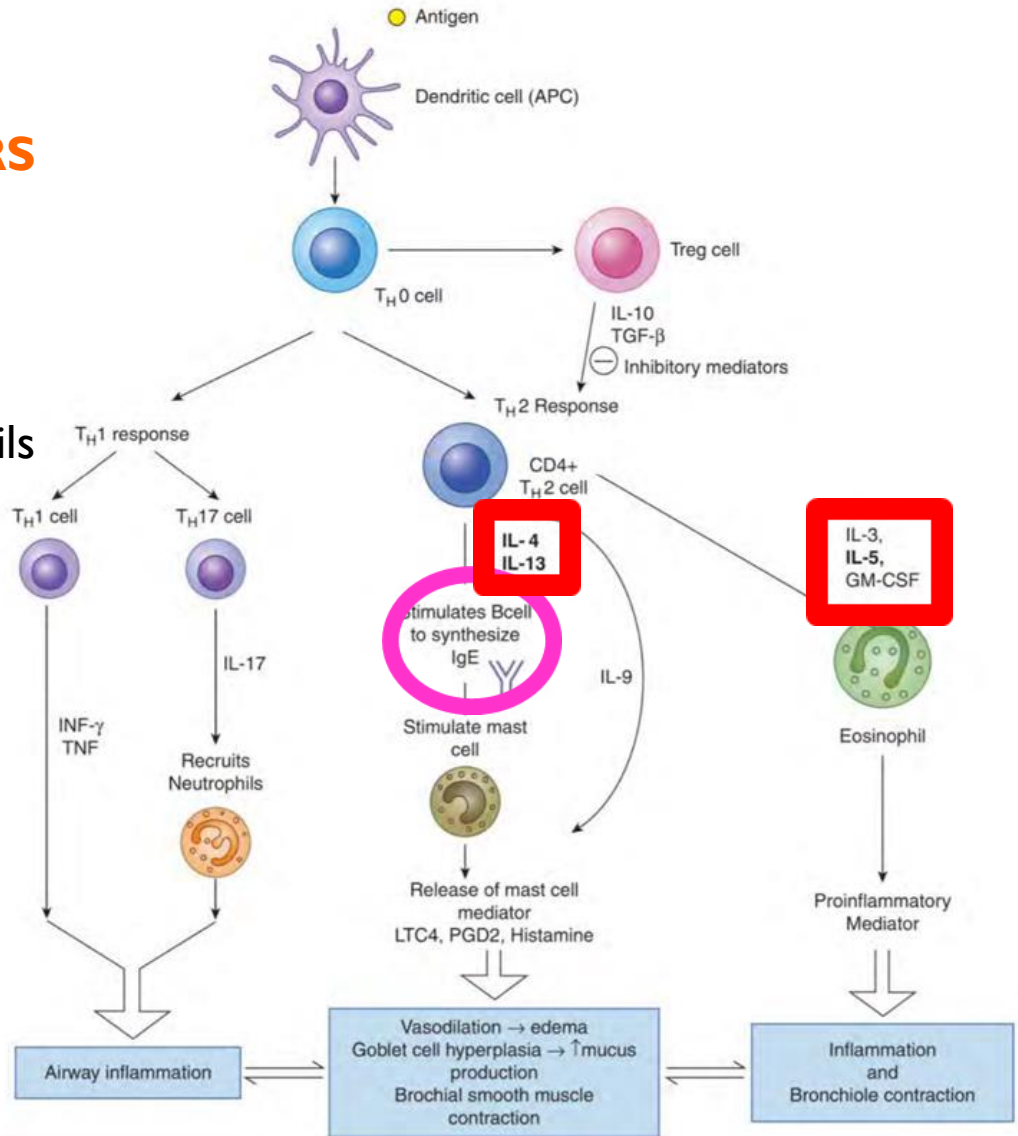 Antigen
Dendritic cell (APC)
RS
TH0 cell
Treg cell
IL-10
TGF-β
− Inhibitory mediators
ils
TH1 response
TH2 Response
CD4+
TH2 cell
TH1 cell
TH17 cell
IL-4
IL-13
IL-3,
IL-5,
GM-CSF
Stimulates Bcell
to synthesize
IgE
IL-17
IL-9
INF-γ
TNF
Recruits
Neutrophils
Stimulate mast
cell
Eosinophil
Release of mast cell
mediator
LTC4, PGD2, Histamine
Proinflammatory
Mediator
Airway inflammation
Vasodilation → edema
Goblet cell hyperplasia → ↑mucus
production
Brochial smooth muscle
contraction
Inflammation
and
Bronchiole contraction